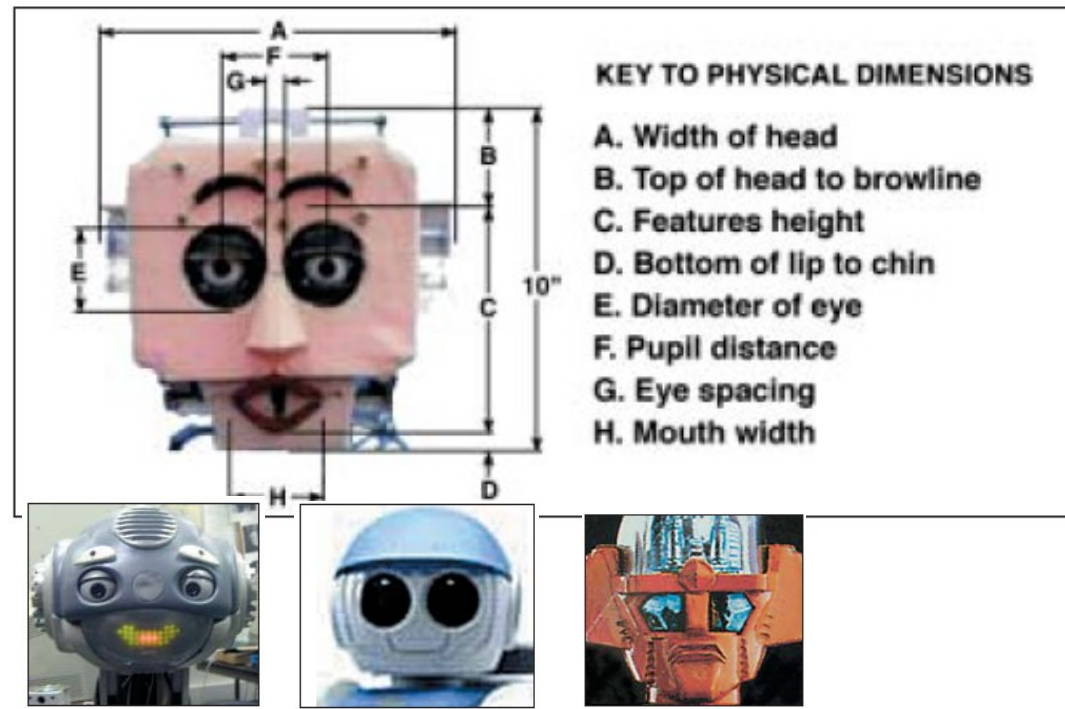 A
F
G
B
E
10"
C
H
D
KEY TO PHYSICAL DIMENSIONS
A. Width of head
B. Top of head to browline
C. Features height
D. Bottom of lip to chin
E. Diameter of eye
F. Pupil distance
G. Eye spacing
H. Mouth width